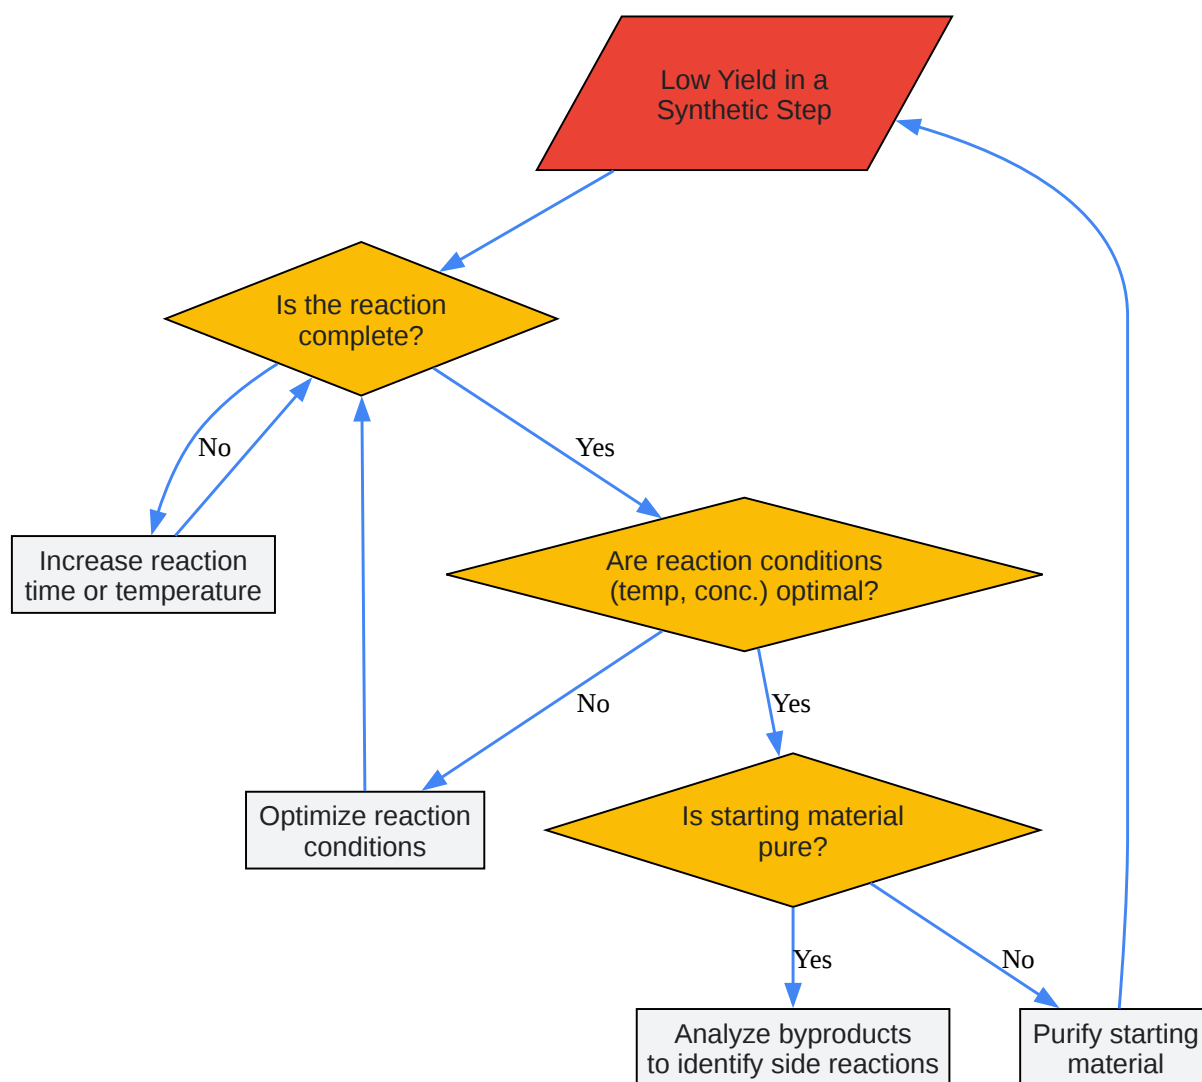 Low Yield in a
Synthetic Step
Is the reaction
complete?
No
Yes
Increase reaction
time or temperature
Are reaction conditions
(temp, conc.) optimal?
No
Yes
Optimize reaction
conditions
Is starting material
pure?
Yes
No
Analyze byproducts
to identify side reactions
Purify starting
material